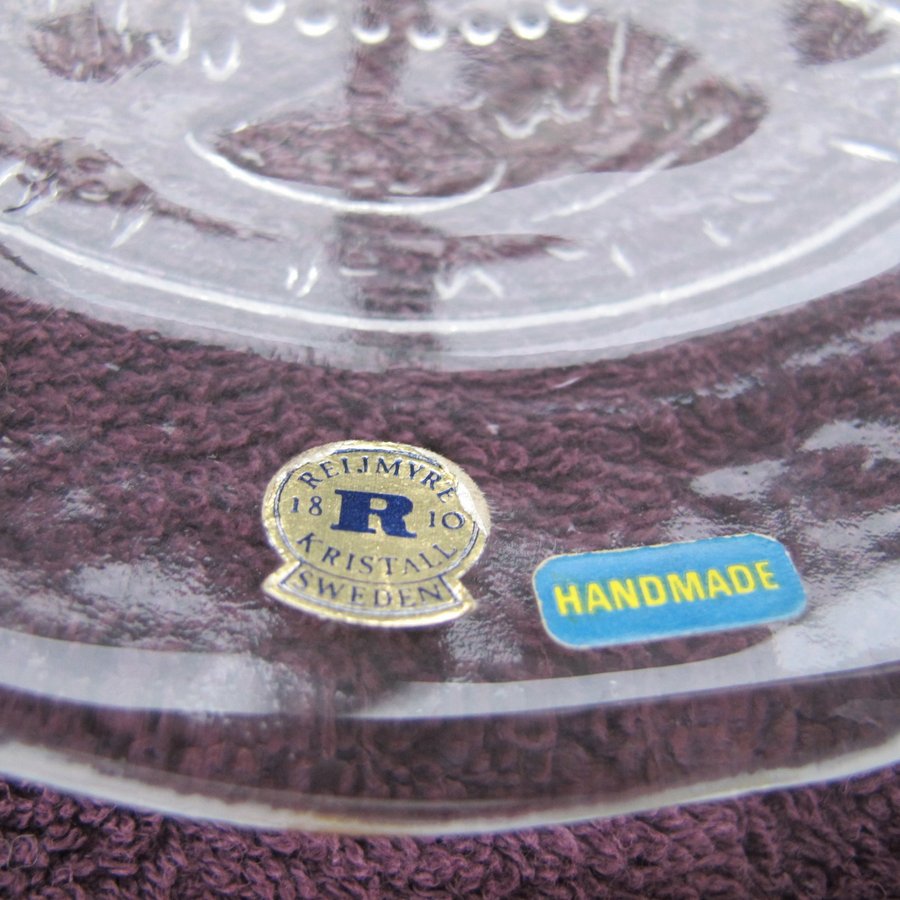 REIJMYRE
18 R 10
KRISTALL
SWEDEN
HANDMADE